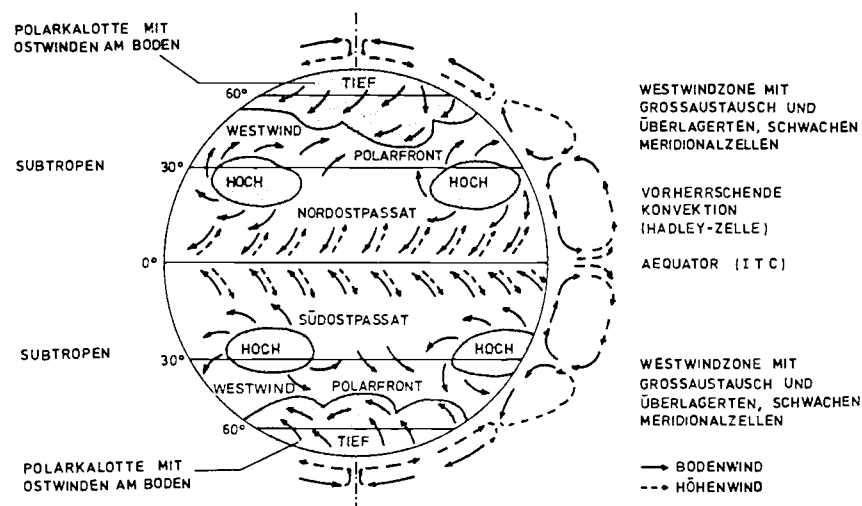 POLARKALOTTE MIT
OSTWINDEN AM BODEN
TIEF
60°
WESTWIND
POLARFRONT
WESTWINDZONE MIT
GROSSAUSTAUSCH UND
ÜBERLAGERTEN, SCHWACHEN
MERIDIONALZELLEN
SUBTROPEN
30°
HOCH
HOCH
VORHERRSCHENDE
KONVEKTION
(HADLEY-ZELLE)
NORDOSTPASSAT
0°
AEQUATOR (ITC)
SÜDOSTPASSAT
SUBTROPEN
30°
HOCH
HOCH
WESTWIND
POLARFRONT
WESTWINDZONE MIT
GROSSAUSTAUSCH UND
ÜBERLAGERTEN, SCHWACHEN
MERIDIONALZELLEN
60°
TIEF
POLARKALOTTE MIT
OSTWINDEN AM BODEN
BODENWIND
HÖHENWIND